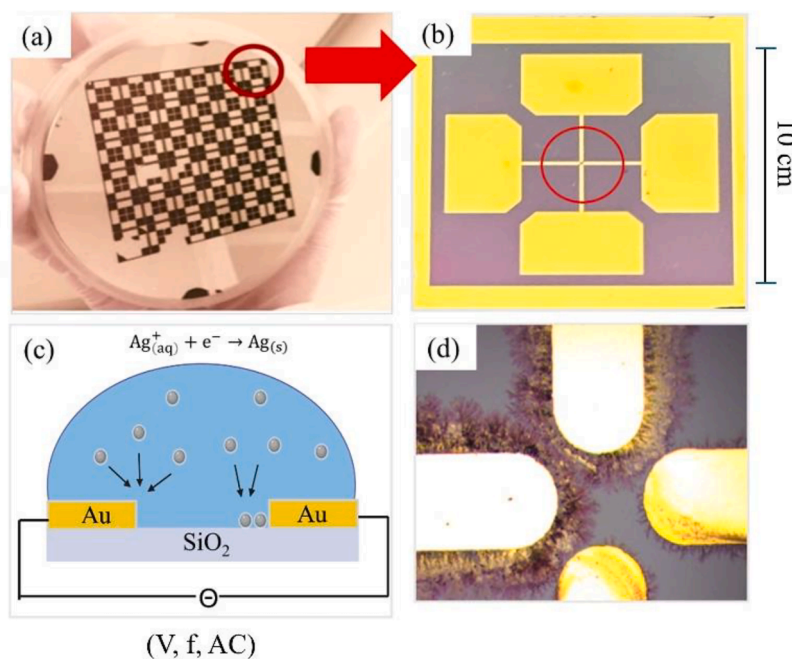 (a)
(b)
10 cm
(c)
Ag⁺(aq) + e⁻ → Ag(s)
Au
Au
SiO₂
(V, f, AC)
(d)